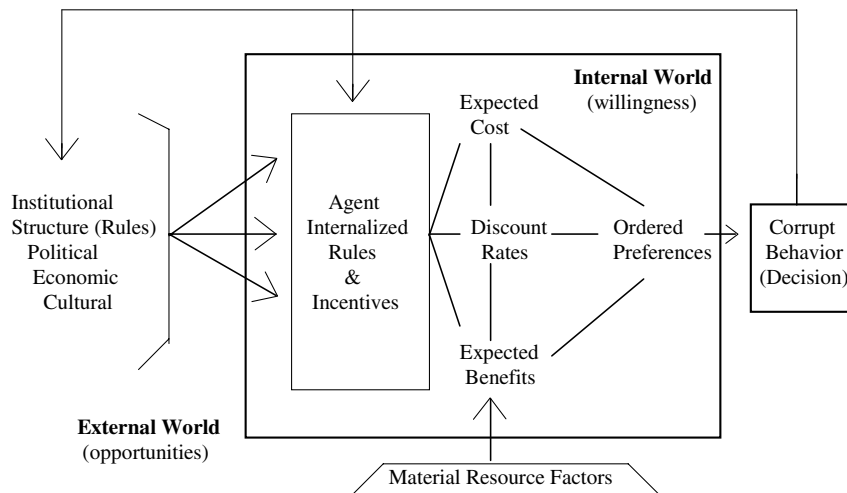 Internal World
(willingness)
Expected
Cost
Institutional
Structure (Rules)
Political
Economic
Cultural
Agent
Internalized
Rules
&
Incentives
Discount
Rates
Ordered
Preferences
Corrupt
Behavior
(Decision)
Expected
Benefits
External World
(opportunities)
Material Resource Factors